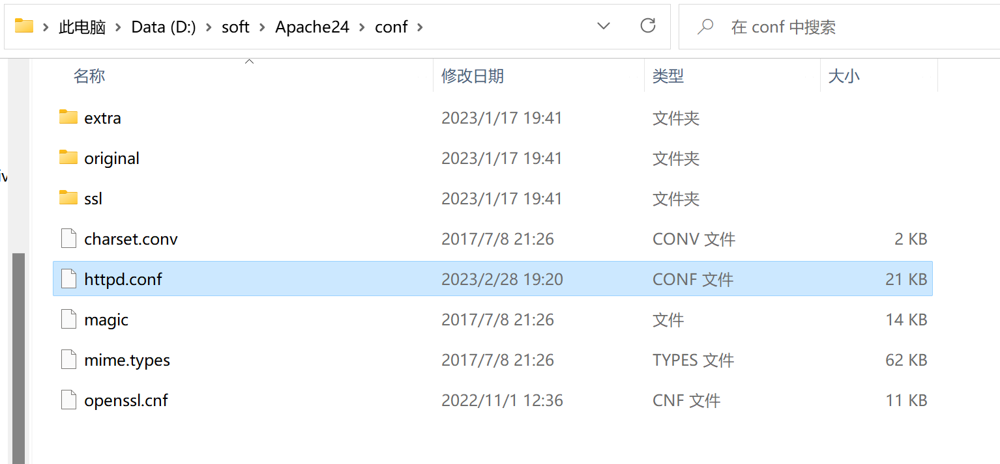 此电脑 Data (D:) soft Apache24 conf 在 conf 中搜索
名称 修改日期 类型 大小
extra 2023/1/17 19:41 文件夹
original 2023/1/17 19:41 文件夹
ssl 2023/1/17 19:41 文件夹
charset.conv 2017/7/8 21:26 CONV 文件 2 KB
httpd.conf 2023/2/28 19:20 CONF 文件 21 KB
magic 2017/7/8 21:26 文件 14 KB
mime.types 2017/7/8 21:26 TYPES 文件 62 KB
openssl.cnf 2022/11/1 12:36 CNF 文件 11 KB